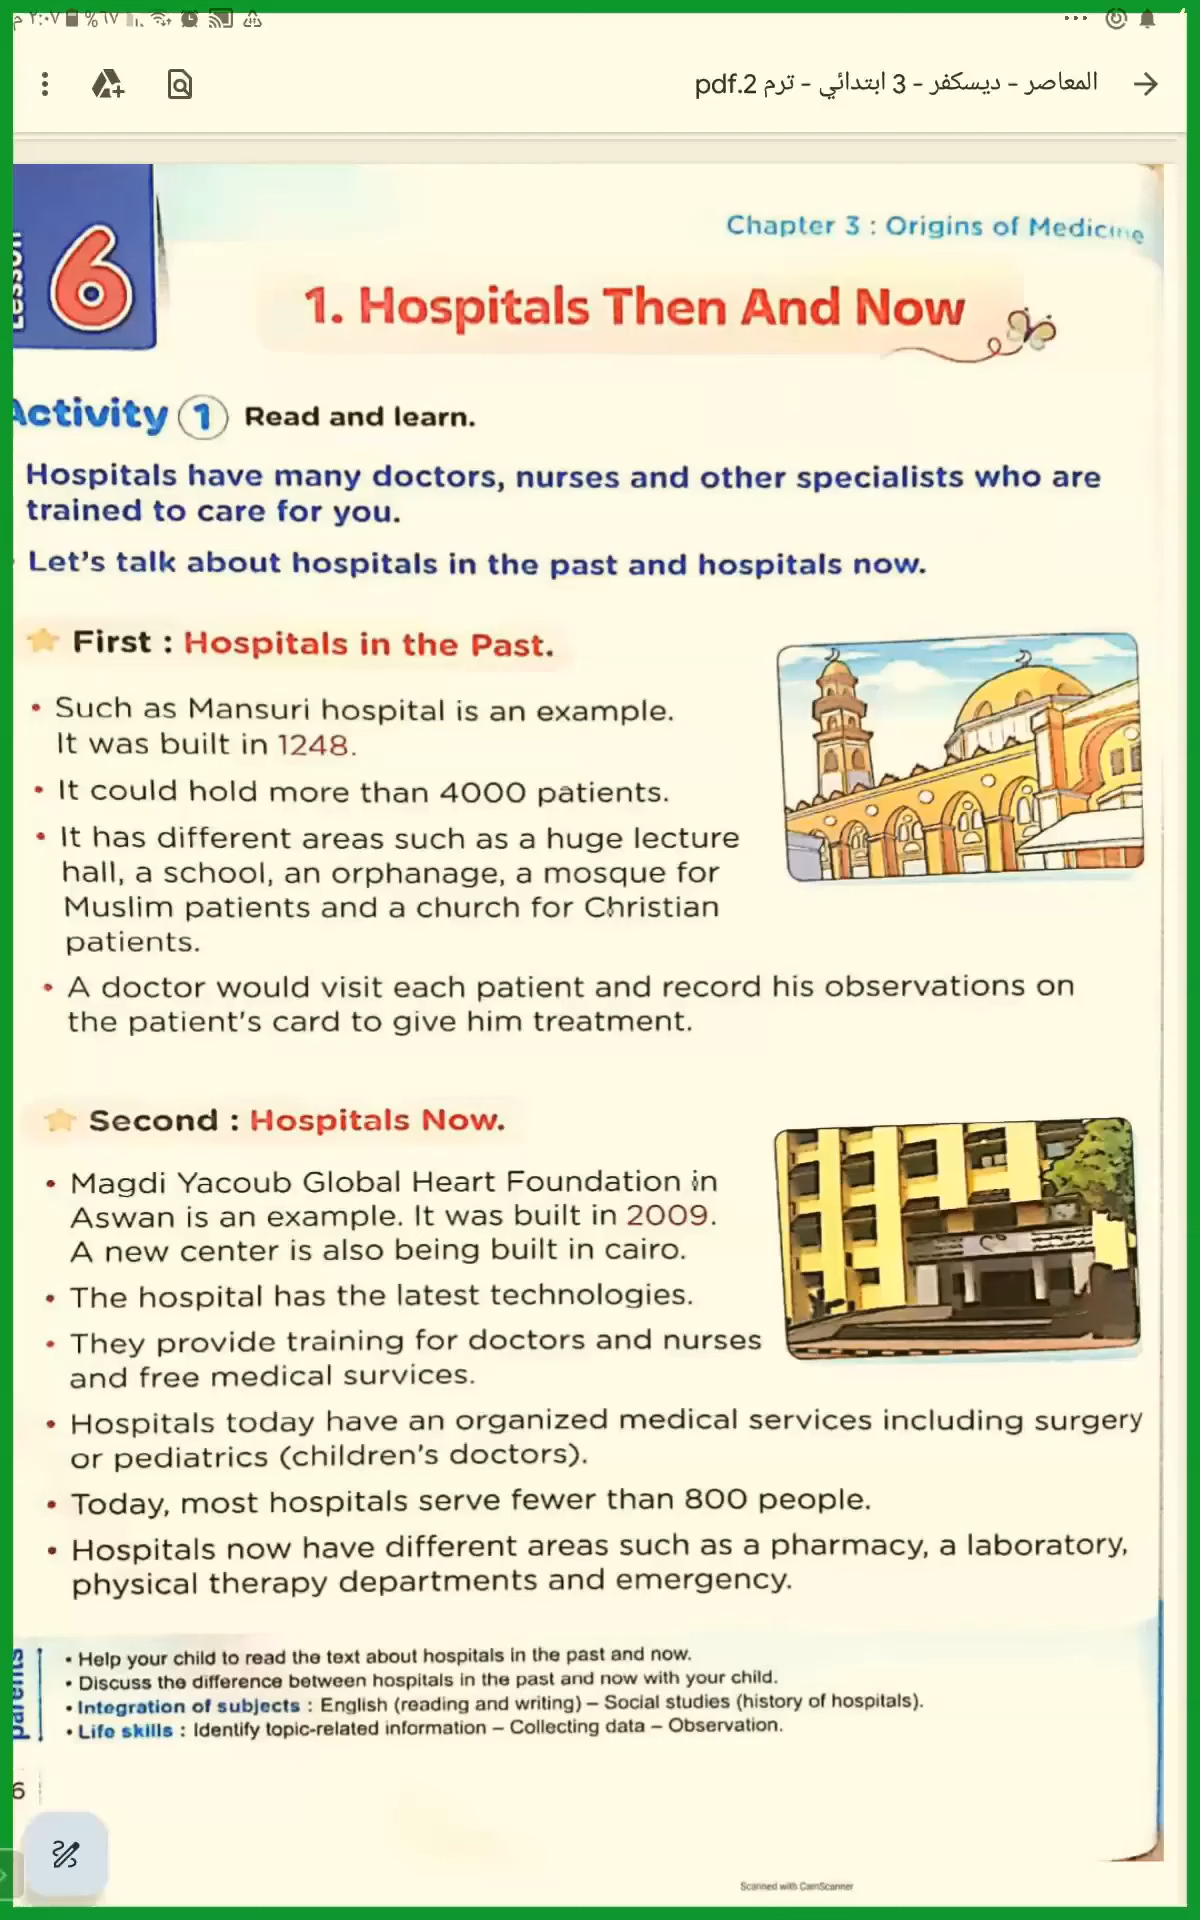 م ٢:٠٧ %٦٧
المعاصر - ديسكفر - 3 ابتدائي - ترم 2.pdf
Lesson 6
Chapter 3 : Origins of Medicine
1. Hospitals Then And Now
Activity 1 Read and learn.
Hospitals have many doctors, nurses and other specialists who are
trained to care for you.
Let's talk about hospitals in the past and hospitals now.
First : Hospitals in the Past.
• Such as Mansuri hospital is an example.
It was built in 1248.
• It could hold more than 4000 patients.
• It has different areas such as a huge lecture
hall, a school, an orphanage, a mosque for
Muslim patients and a church for Christian
patients.
• A doctor would visit each patient and record his observations on
the patient's card to give him treatment.
Second : Hospitals Now.
• Magdi Yacoub Global Heart Foundation in
Aswan is an example. It was built in 2009.
A new center is also being built in cairo.
• The hospital has the latest technologies.
• They provide training for doctors and nurses
and free medical survices.
• Hospitals today have an organized medical services including surgery
or pediatrics (children's doctors).
• Today, most hospitals serve fewer than 800 people.
• Hospitals now have different areas such as a pharmacy, a laboratory,
physical therapy departments and emergency.
parents
• Help your child to read the text about hospitals in the past and now.
• Discuss the difference between hospitals in the past and now with your child.
• Integration of subjects : English (reading and writing) – Social studies (history of hospitals).
• Life skills : Identify topic-related information – Collecting data – Observation.
6
Scanned with CamScanner